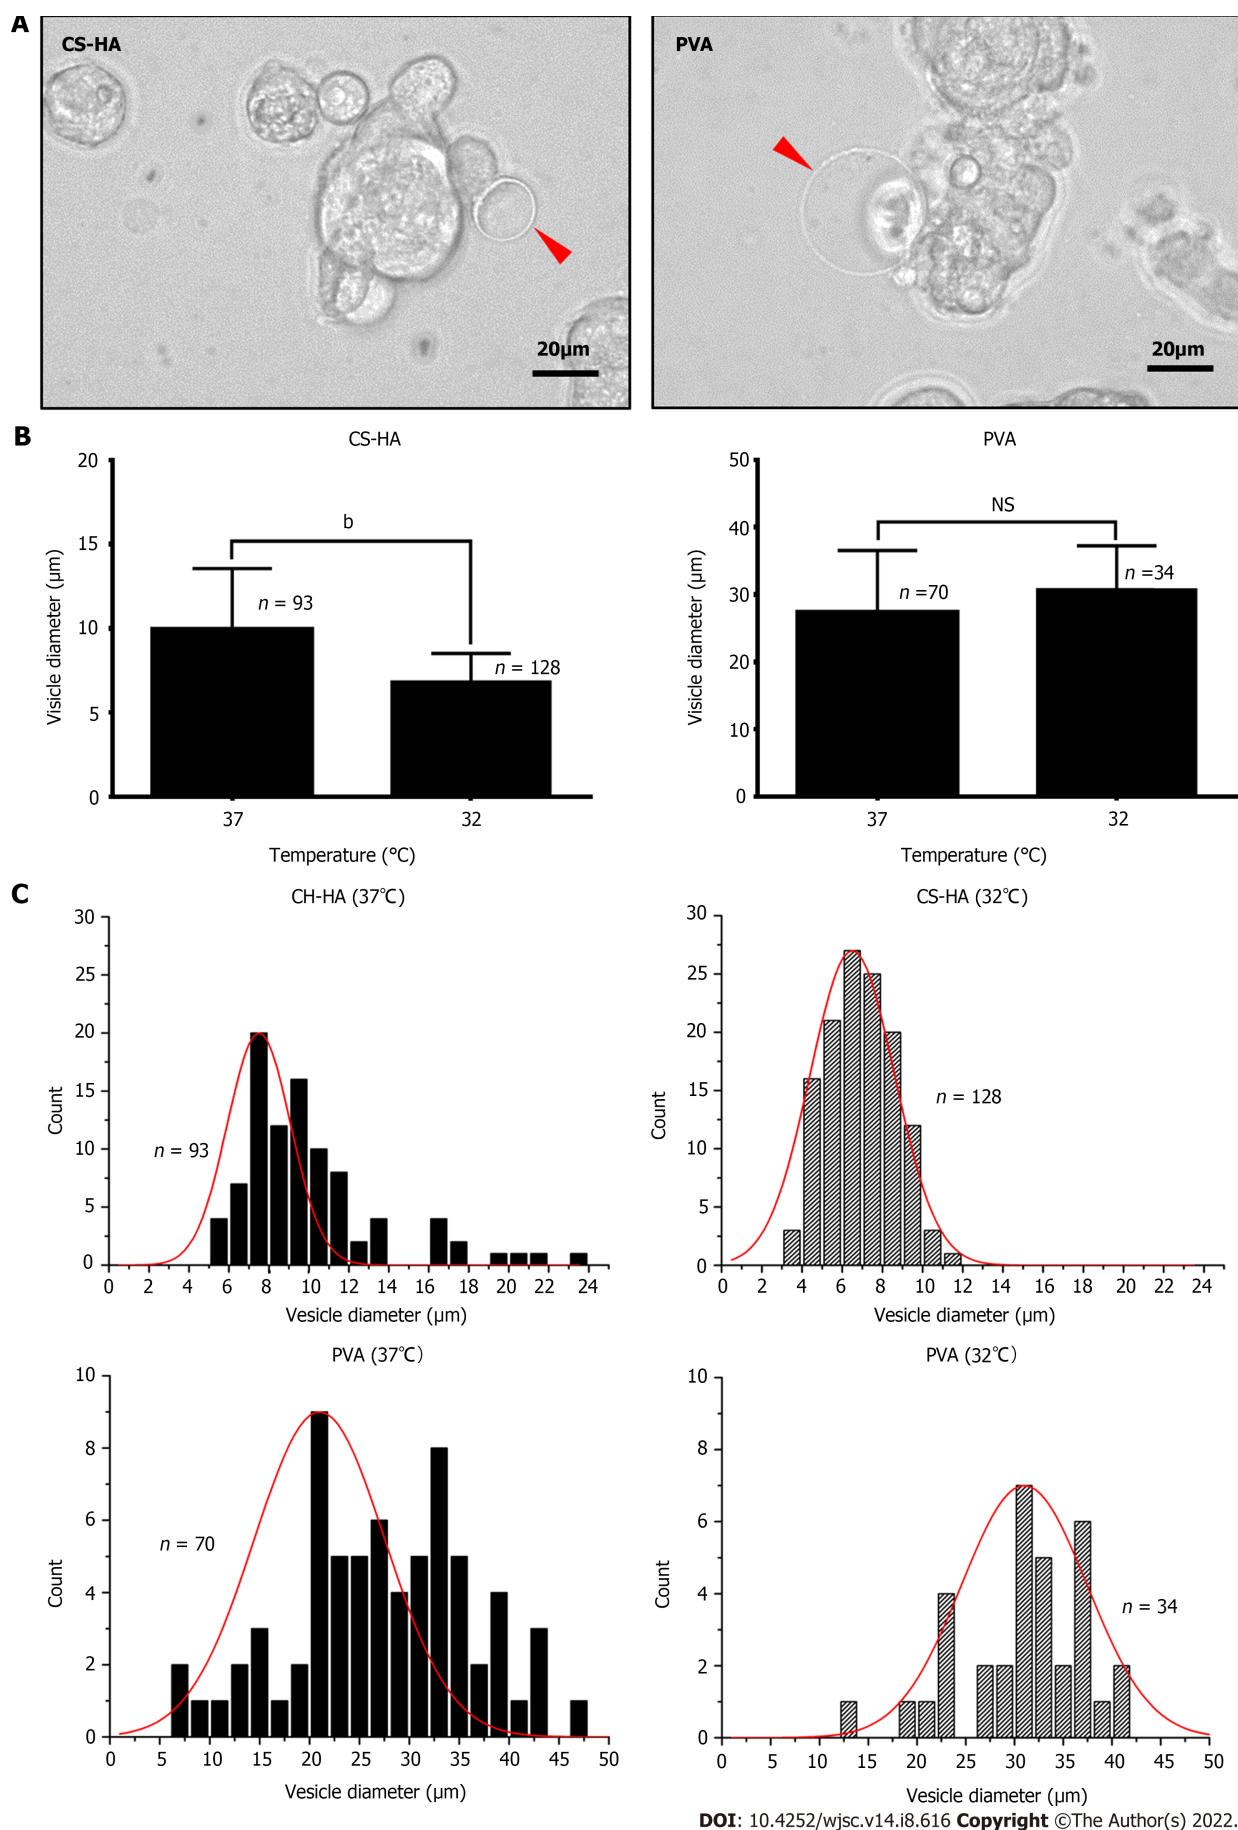 A
CS-HA
PVA
20μm
20μm
B
CS-HA
PVA
20
15
10
5
0
Visicle diameter (μm)
b
n = 93
n = 128
37
32
Temperature (°C)
50
40
30
20
10
0
Visicle diameter (μm)
NS
n =70
n =34
37
32
Temperature (°C)
C
CH-HA (37℃)
CS-HA (32℃)
30
25
20
15
10
5
0
Count
n = 93
0 2 4 6 8 10 12 14 16 18 20 22 24
Vesicle diameter (μm)
30
25
20
15
10
5
0
Count
n = 128
0 2 4 6 8 10 12 14 16 18 20 22 24
Vesicle diameter (μm)
PVA (37℃)
PVA (32℃)
10
8
6
4
2
0
Count
n = 70
0 5 10 15 20 25 30 35 40 45 50
Vesicle diameter (μm)
10
8
6
4
2
0
Count
n = 34
0 5 10 15 20 25 30 35 40 45 50
Vesicle diameter (μm)
DOI: 10.4252/wjsc.v14.i8.616 Copyright ©The Author(s) 2022.